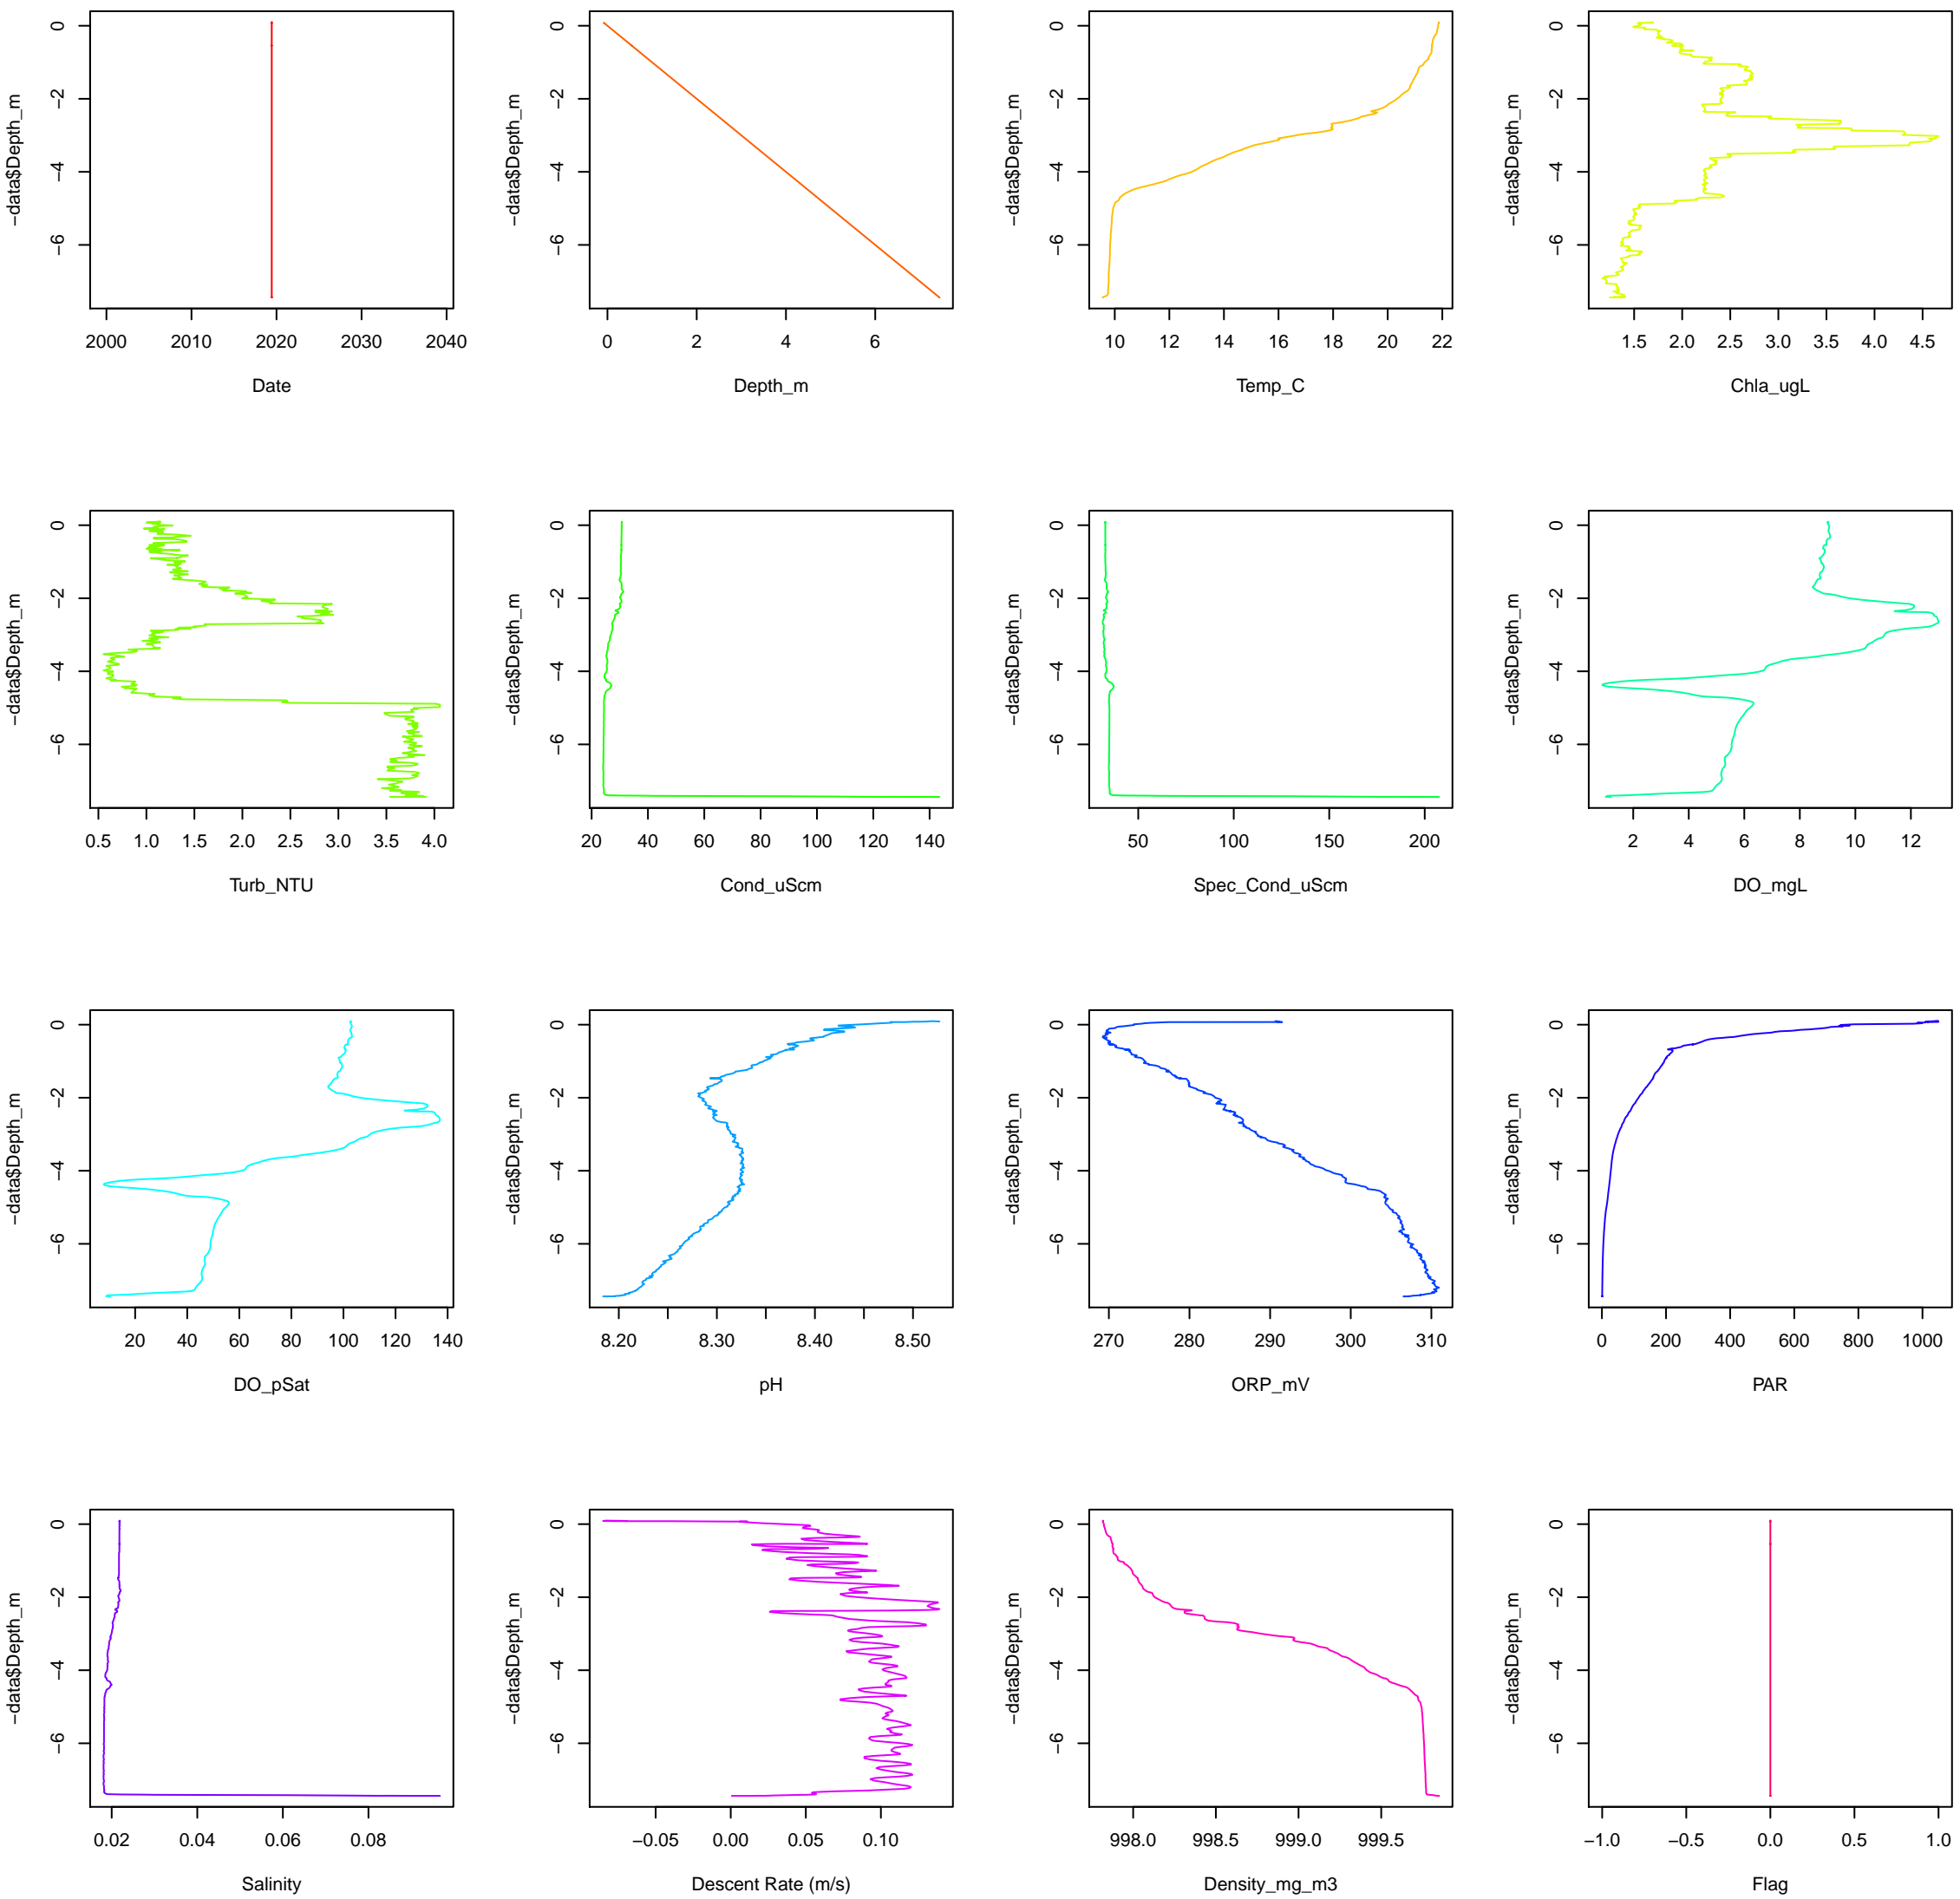 −data$Depth_m
0
−2
−4
−6
2000 2010 2020 2030 2040
Date
−data$Depth_m
0
−2
−4
−6
0 2 4 6
Depth_m
−data$Depth_m
0
−2
−4
−6
10 12 14 16 18 20 22
Temp_C
−data$Depth_m
0
−2
−4
−6
1.5 2.0 2.5 3.0 3.5 4.0 4.5
Chla_ugL
−data$Depth_m
0
−2
−4
−6
0.5 1.0 1.5 2.0 2.5 3.0 3.5 4.0
Turb_NTU
−data$Depth_m
0
−2
−4
−6
20 40 60 80 100 120 140
Cond_uScm
−data$Depth_m
0
−2
−4
−6
50 100 150 200
Spec_Cond_uScm
−data$Depth_m
0
−2
−4
−6
2 4 6 8 10 12
DO_mgL
−data$Depth_m
0
−2
−4
−6
20 40 60 80 100 120 140
DO_pSat
−data$Depth_m
0
−2
−4
−6
8.20 8.30 8.40 8.50
pH
−data$Depth_m
0
−2
−4
−6
270 280 290 300 310
ORP_mV
−data$Depth_m
0
−2
−4
−6
0 200 400 600 800 1000
PAR
−data$Depth_m
0
−2
−4
−6
0.02 0.04 0.06 0.08
Salinity
−data$Depth_m
0
−2
−4
−6
−0.05 0.00 0.05 0.10
Descent Rate (m/s)
−data$Depth_m
0
−2
−4
−6
998.0 998.5 999.0 999.5
Density_mg_m3
−data$Depth_m
0
−2
−4
−6
−1.0 −0.5 0.0 0.5 1.0
Flag